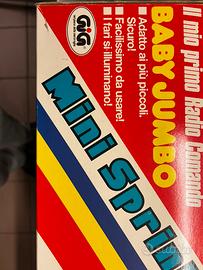 GiG
Il mio primo Radio Comando
BABY JUMBO
Adatto ai più piccoli.
Sicuro!
Facilissimo da usare!
I fari si illuminano!
Mini Sprin